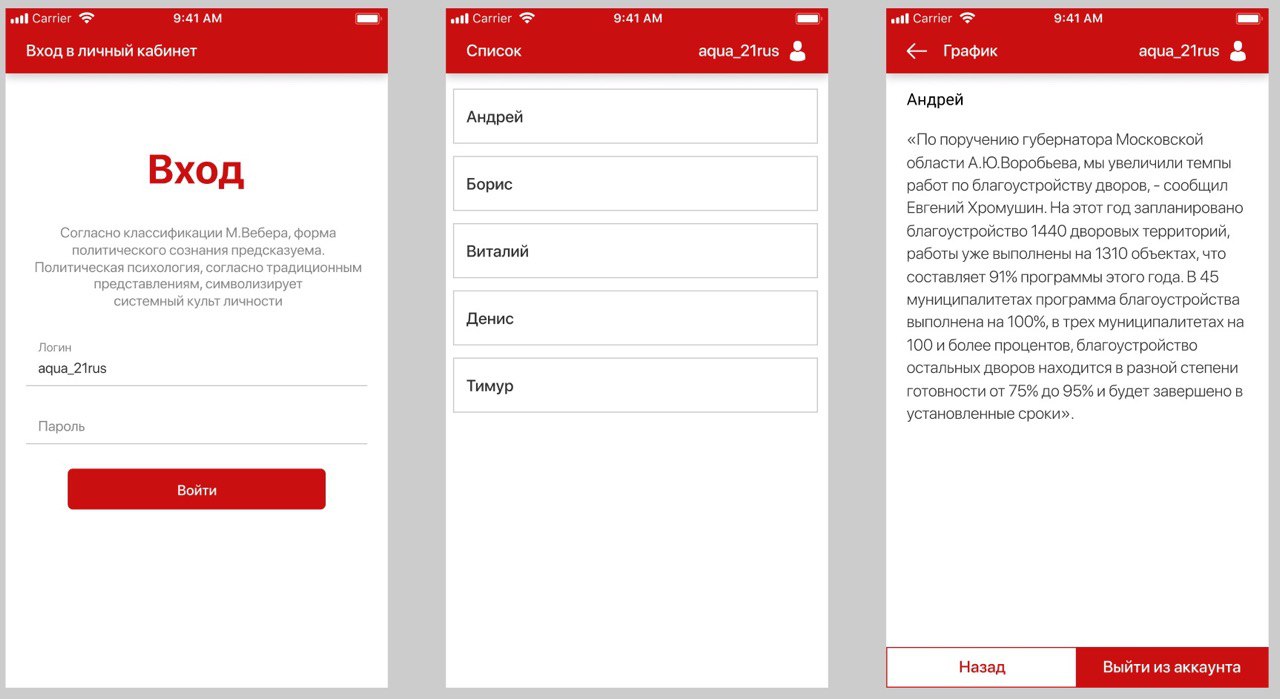 Carrier 9:41 AM
Вход в личный кабинет
Вход
Согласно классификации М.Вебера, форма
политического сознания предсказуема.
Политическая психология, согласно традиционным
представлениям, символизирует
системный культ личности
Логин
aqua_21rus
Пароль
Войти
Carrier 9:41 AM
Список aqua_21rus
Андрей
Борис
Виталий
Денис
Тимур
Carrier 9:41 AM
График aqua_21rus
Андрей
«По поручению губернатора Московской
области А.Ю.Воробьева, мы увеличили темпы
работ по благоустройству дворов, - сообщил
Евгений Хромушин. На этот год запланировано
благоустройство 1440 дворовых территорий,
работы уже выполнены на 1310 объектах, что
составляет 91% программы этого года. В 45
муниципалитетах программа благоустройства
выполнена на 100%, в трех муниципалитетах на
100 и более процентов, благоустройство
остальных дворов находится в разной степени
готовности от 75% до 95% и будет завершено в
установленные сроки».
Назад Выйти из аккаунта